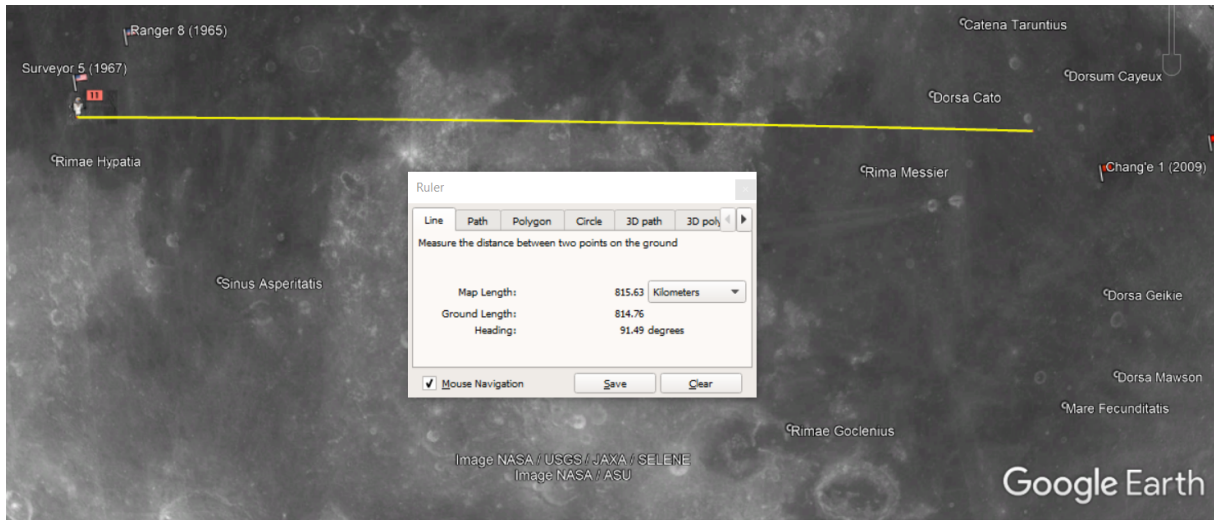 Catena Taruntius
Ranger 8 (1965)
Surveyor 5 (1967)
Dorsum Cayeux
11
Dorsa Cato
Rimae Hypatia
Rima Messier
Chang'e 1 (2009)
Ruler
Line Path Polygon Circle 3D path
Measure the distance between two points on the ground
Map Length: 815.63 Kilometers
Ground Length: 814.76
Heading: 91.49 degrees
Mouse Navigation Save Clear
Sinus Asperitatis
Dorsa Geikie
Dorsa Mawson
Mare Fecunditatis
Rimae Goclenius
Image NASA / USGS / JAXA / SELENE
Image NASA / ASU
Google Earth